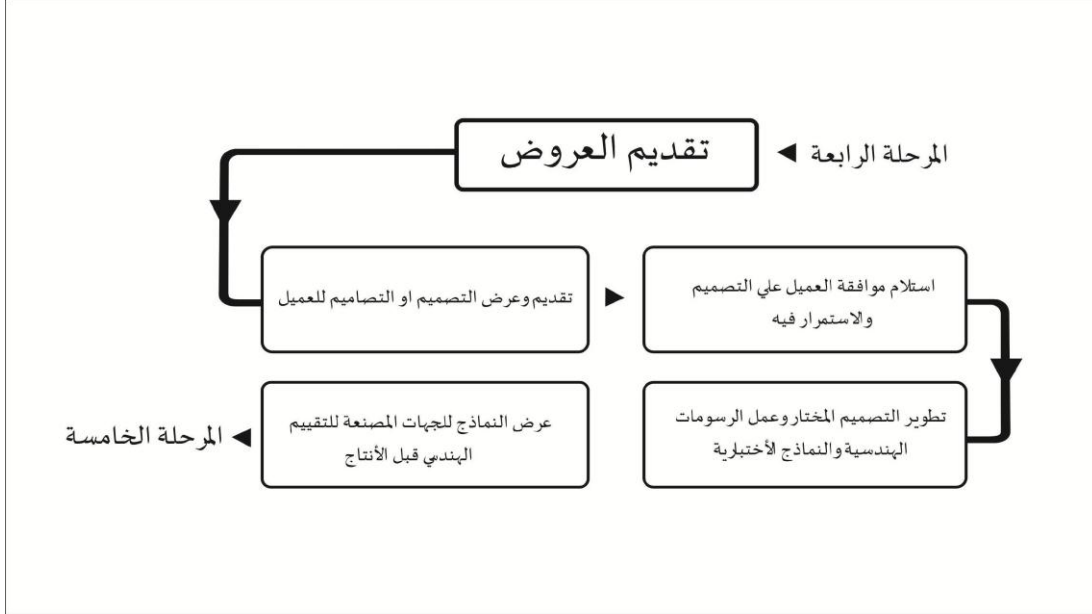 المرحلة الرابعة
تقديم العروض
تقديم وعرض التصميم او التصاميم للعميل
استلام موافقة العميل علي التصميم
والاستمرار فيه
تطوير التصميم المختار وعمل الرسومات
الهندسية والنماذج الأختبارية
عرض النماذج للجهات المصنعة للتقييم
الهندسي قبل الأنتاج
المرحلة الخامسة